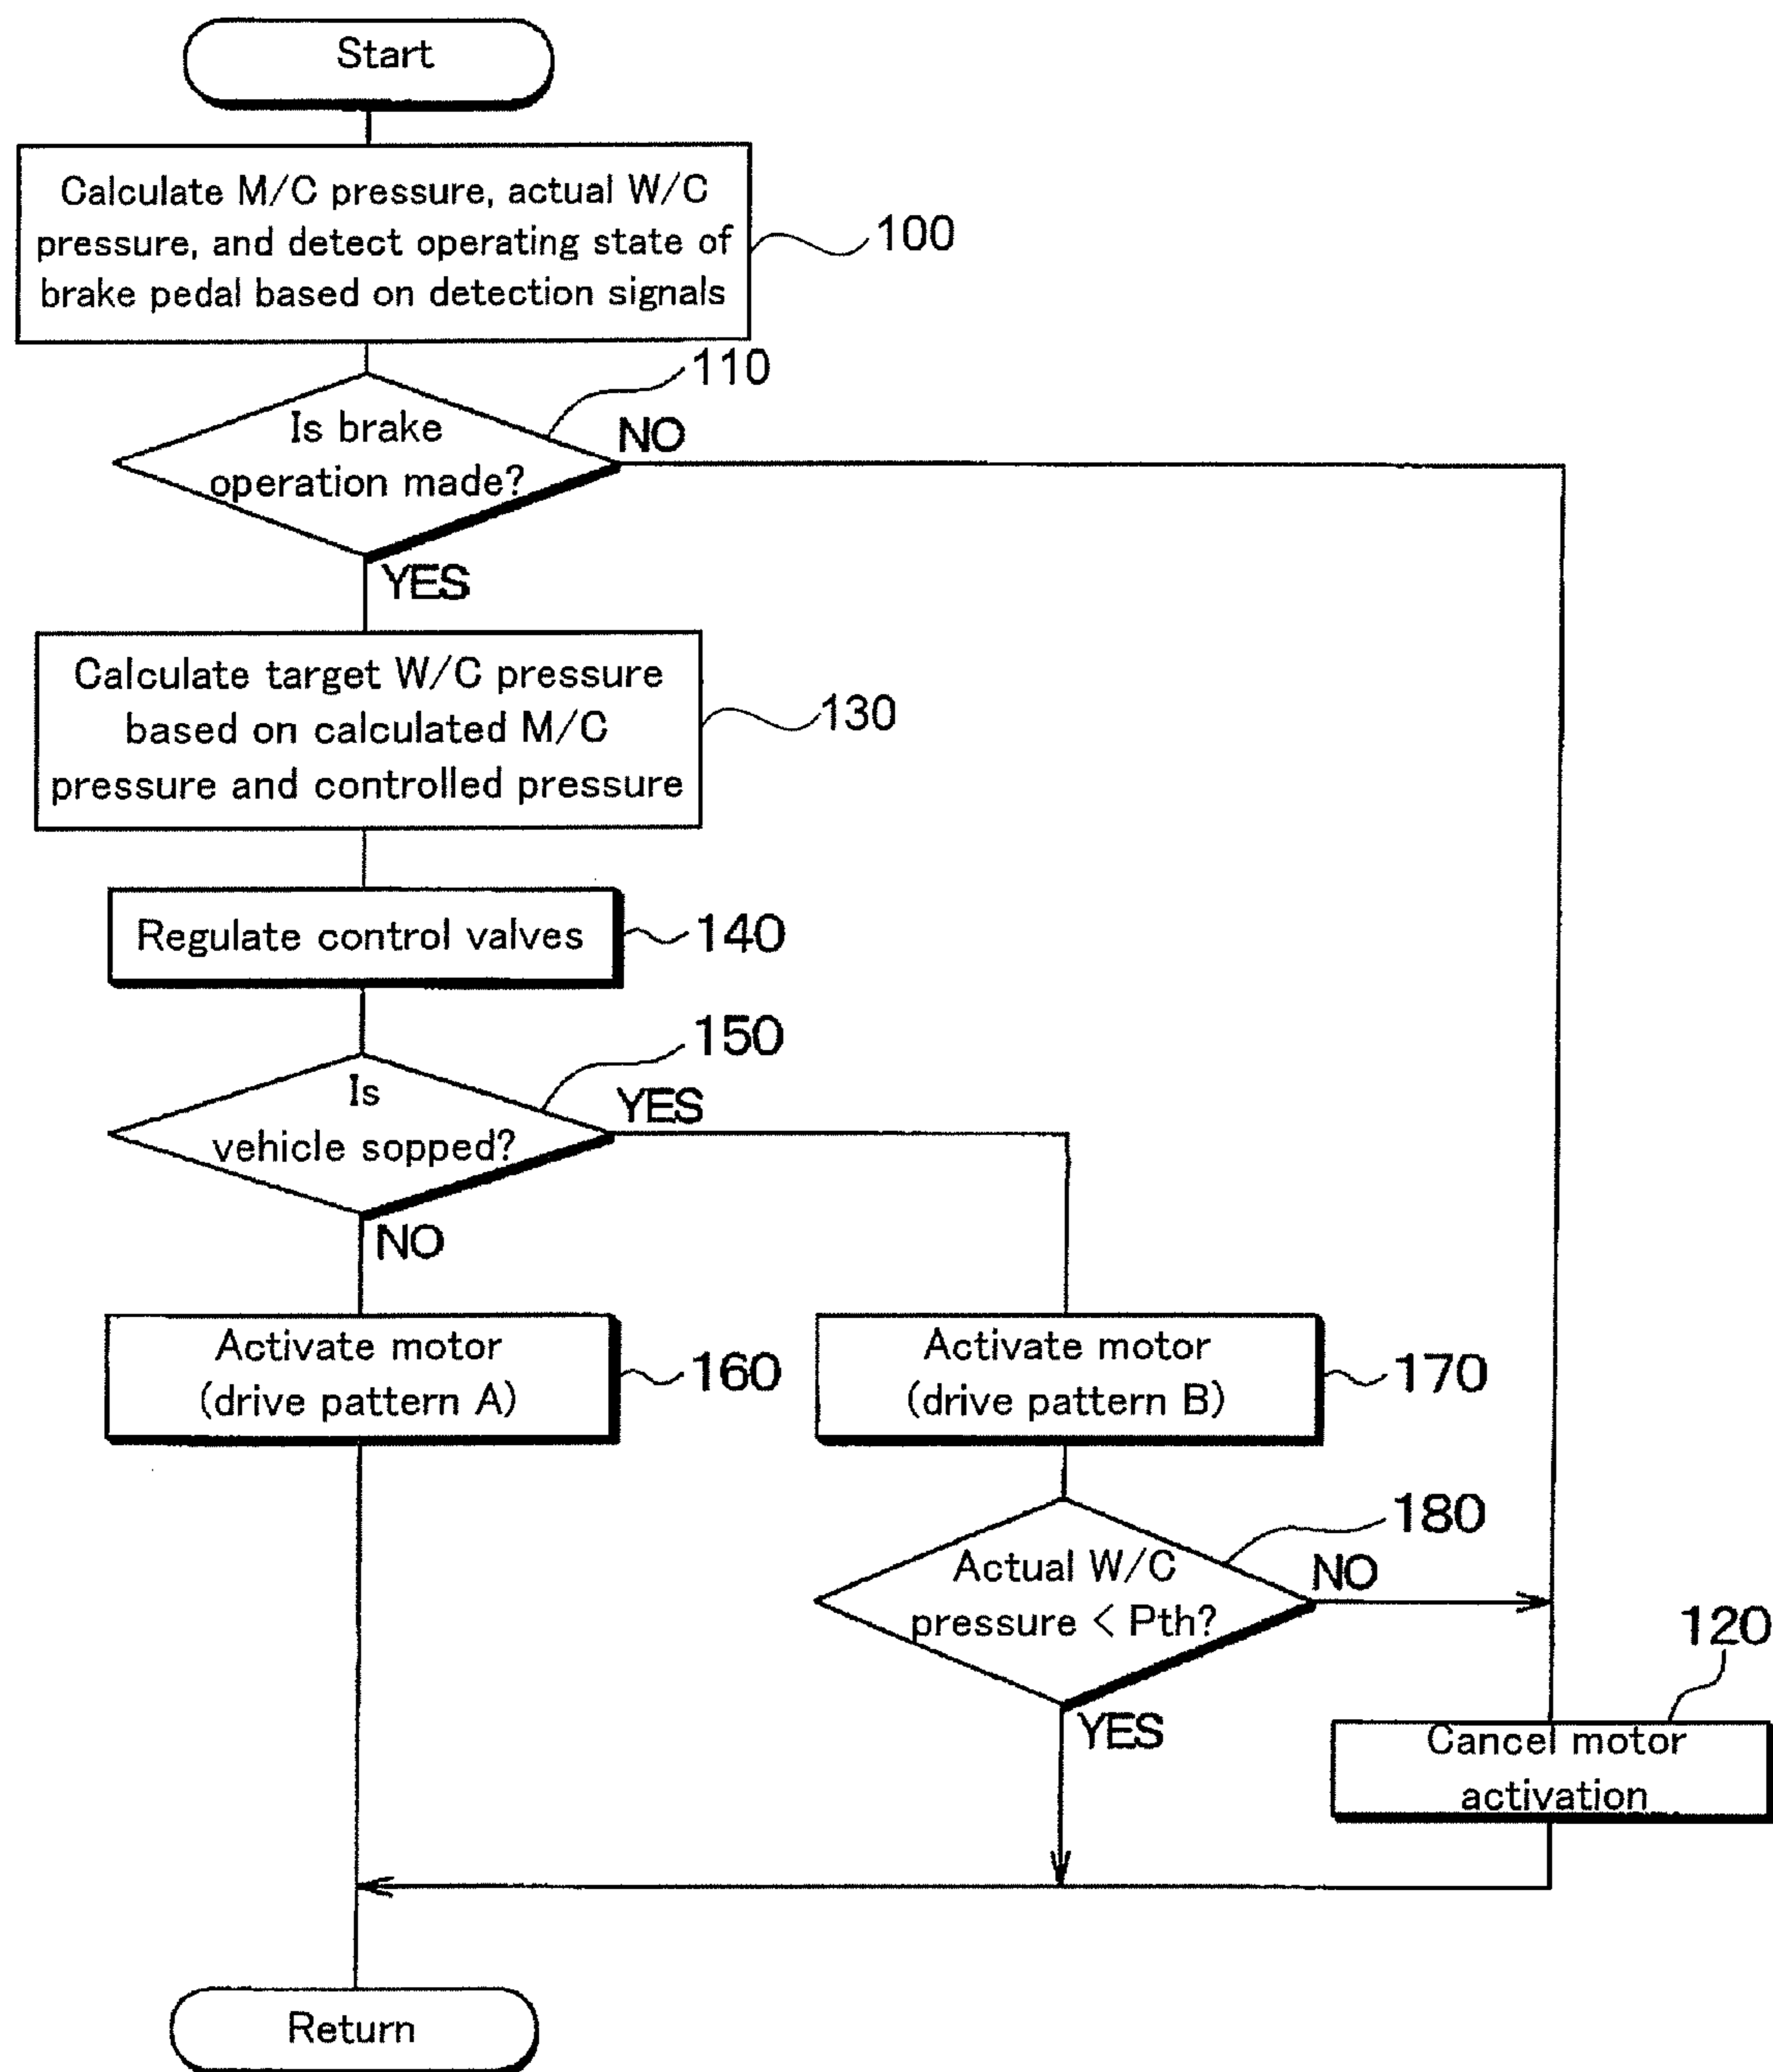 Start
Calculate M/C pressure, actual W/C
pressure, and detect operating state of
brake pedal based on detection signals
100
110
Is brake
operation made?
NO
YES
Calculate target W/C pressure
based on calculated M/C
pressure and controlled pressure
130
Regulate control valves
140
150
Is
vehicle sopped?
YES
NO
Activate motor
(drive pattern A)
160
Activate motor
(drive pattern B)
170
180
Actual W/C
pressure < Pth?
NO
YES
120
Cancel motor
activation
Return